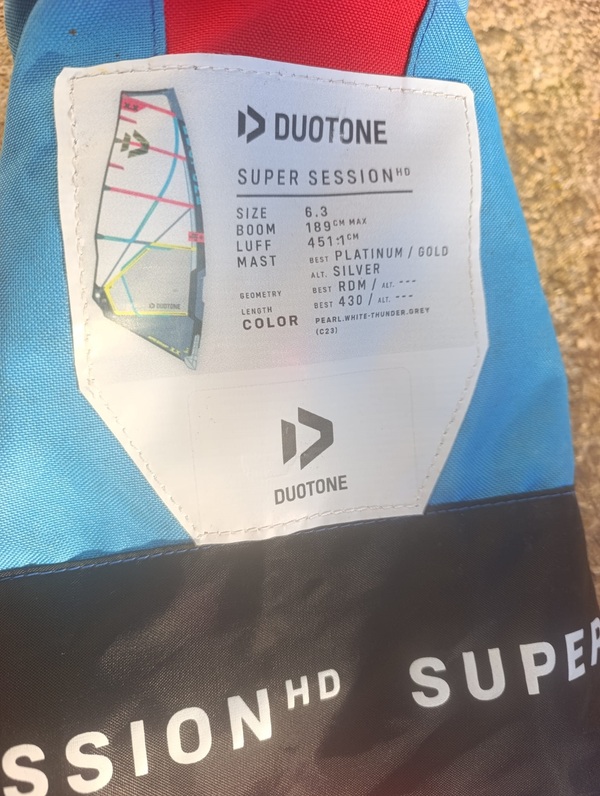 DUOTONE
SUPER SESSION HD
SIZE 6.3
BOOM 189 CM MAX
LUFF 451.1 CM
MAST BEST PLATINUM / GOLD
ALT. SILVER
GEOMETRY BEST RDM / ALT. ---
LENGTH BEST 430 / ALT. ---
COLOR PEARL.WHITE-THUNDER.GREY
(C23)
DUOTONE
DUOTONE
SSION HD SUPER